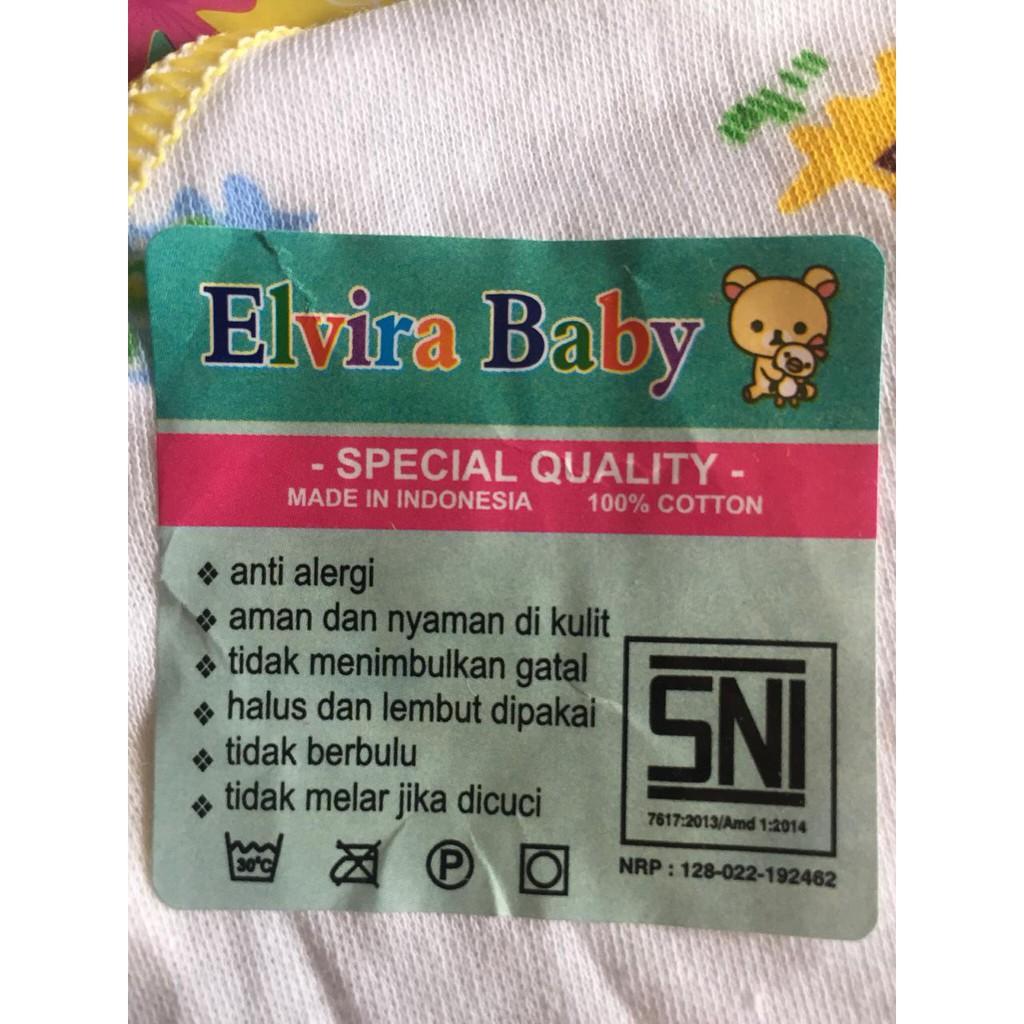 Elvira Baby
- SPECIAL QUALITY -
MADE IN INDONESIA 100% COTTON
❖ anti alergi
❖ aman dan nyaman di kulit
❖ tidak menimbulkan gatal
❖ halus dan lembut dipakai
❖ tidak berbulu
❖ tidak melar jika dicuci
30°C
P
SNI
7617:2013/Amd 1:2014
NRP : 128-022-192462